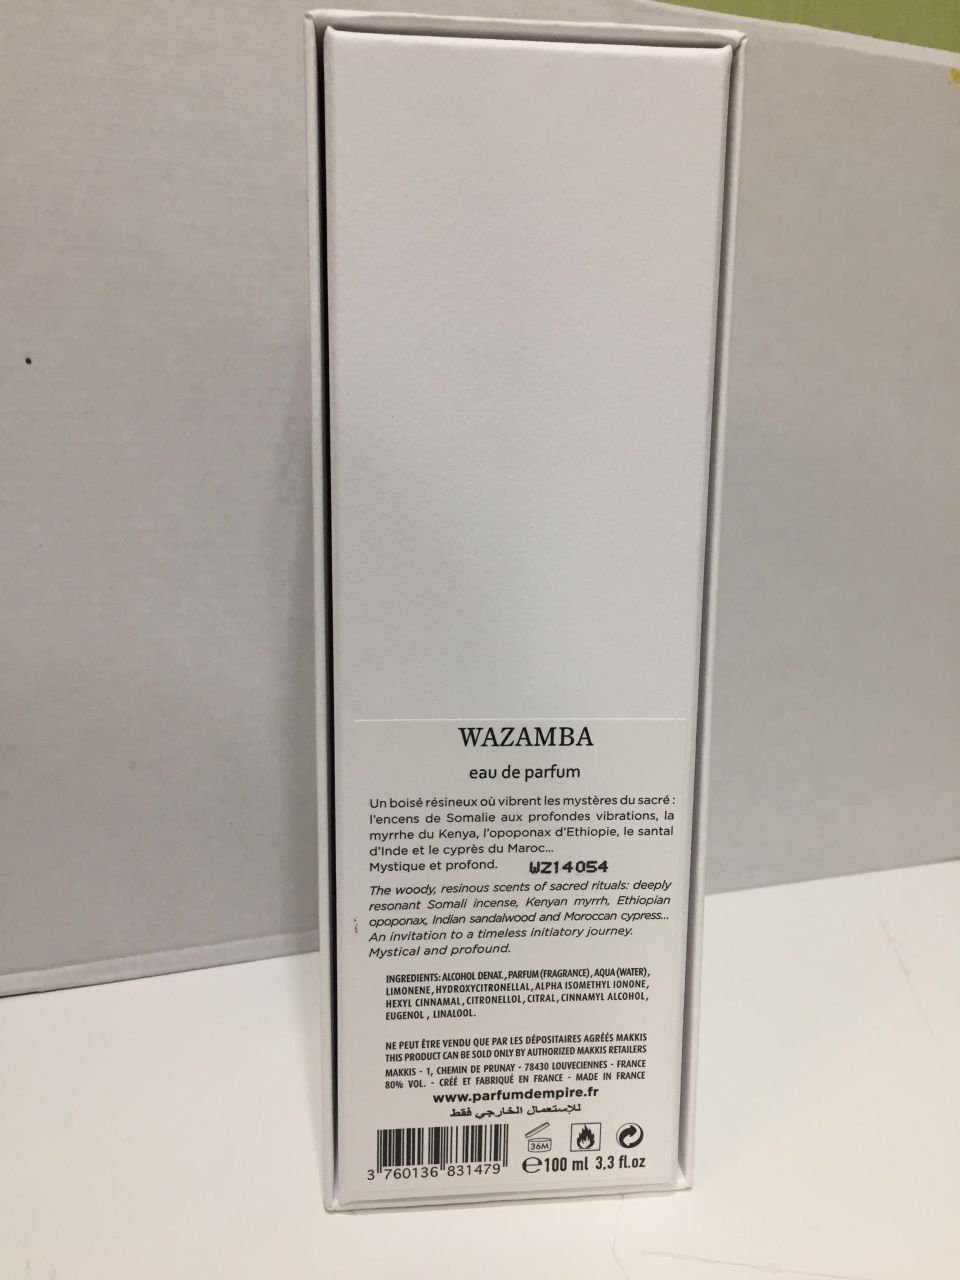 WAZAMBA
eau de parfum
Un boisé résineux où vibrent les mystères du sacré :
l'encens de Somalie aux profondes vibrations, la
myrrhe du Kenya, l'opoponax d'Ethiopie, le santal
d'Inde et le cyprès du Maroc...
Mystique et profond. WZ14054
The woody, resinous scents of sacred rituals: deeply
resonant Somali incense, Kenyan myrrh, Ethiopian
opoponax, Indian sandalwood and Moroccan cypress...
An invitation to a timeless initiatory journey.
Mystical and profound.
INGREDIENTS: ALCOHOL DENAT., PARFUM (FRAGRANCE), AQUA (WATER),
LIMONENE, HYDROXYCITRONELLAL, ALPHA ISOMETHYL IONONE,
HEXYL CINNAMAL, CITRONELLOL, CITRAL, CINNAMYL ALCOHOL,
EUGENOL, LINALOOL.
NE PEUT ÊTRE VENDU QUE PAR LES DÉPOSITAIRES AGRÉÉS MAKKIS
THIS PRODUCT CAN BE SOLD ONLY BY AUTHORIZED MAKKIS RETAILERS
MAKKIS - 1, CHEMIN DE PRUNAY - 78430 LOUVECIENNES - FRANCE
80% VOL. - CRÉÉ ET FABRIQUÉ EN FRANCE - MADE IN FRANCE
www.parfumdempire.fr
للإستعمال الخارجي فقط
36M
3 760136 831479 ℮100 ml 3.3 fl.oz